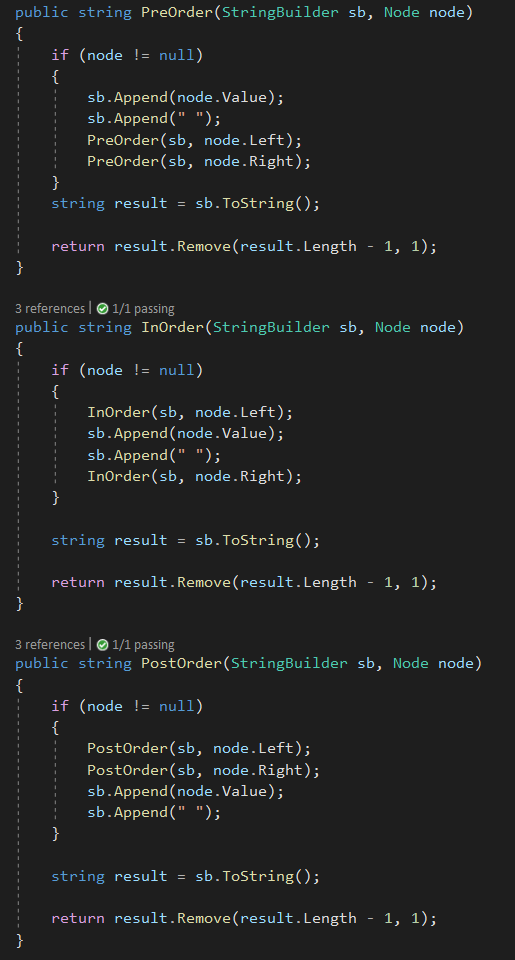 public string PreOrder(StringBuilder sb, Node node)
{
if (node != null)
{
sb.Append(node.Value);
sb.Append(" ");
PreOrder(sb, node.Left);
PreOrder(sb, node.Right);
}
string result = sb.ToString();
return result.Remove(result.Length - 1, 1);
}
3 references | 1/1 passing
public string InOrder(StringBuilder sb, Node node)
{
if (node != null)
{
InOrder(sb, node.Left);
sb.Append(node.Value);
sb.Append(" ");
InOrder(sb, node.Right);
}
string result = sb.ToString();
return result.Remove(result.Length - 1, 1);
}
3 references | 1/1 passing
public string PostOrder(StringBuilder sb, Node node)
{
if (node != null)
{
PostOrder(sb, node.Left);
PostOrder(sb, node.Right);
sb.Append(node.Value);
sb.Append(" ");
}
string result = sb.ToString();
return result.Remove(result.Length - 1, 1);
}